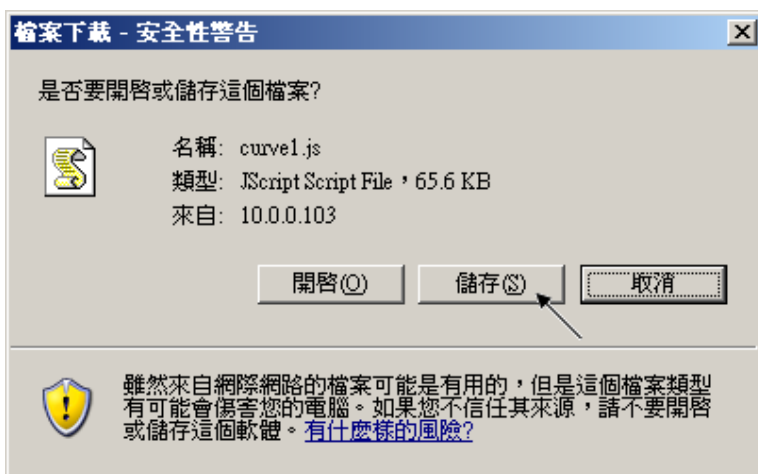 檔案下載 - 安全性警告
是否要開啓或儲存這個檔案?
名稱: curve1.js
類型: JScript Script File，65.6 KB
來自: 10.0.0.103
開啓(O) 儲存(S) 取消
雖然來自網際網路的檔案可能是有用的，但是這個檔案類型
有可能會傷害您的電腦。如果您不信任其來源，請不要開啓
或儲存這個軟體。有什麼樣的風險?